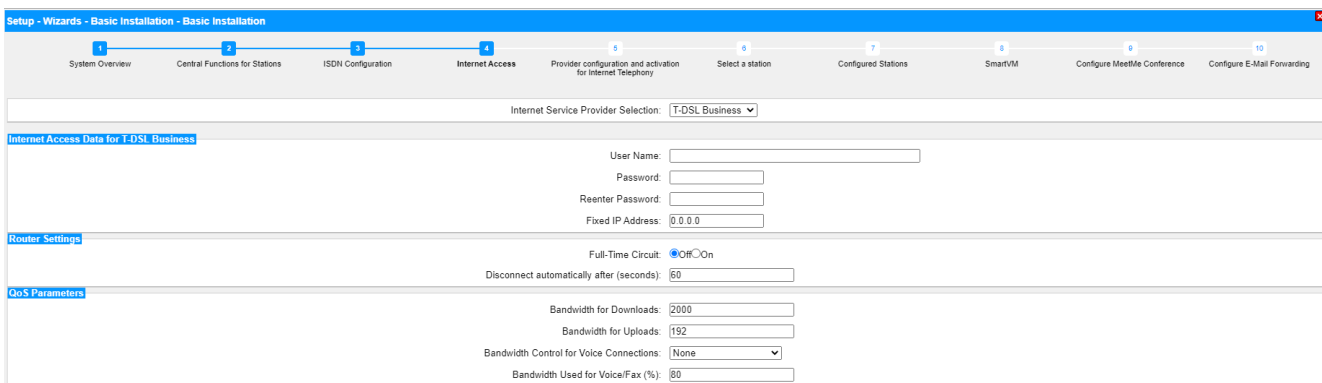 Setup - Wizards - Basic Installation - Basic Installation
x
1 2 3 4 5 6 7 8 9 10
System Overview
Central Functions for Stations
ISDN Configuration
Internet Access
Provider configuration and activation
for Internet Telephony
Select a station
Configured Stations
SmartVM
Configure MeetMe Conference
Configure E-Mail Forwarding
Internet Service Provider Selection: T-DSL Business
Internet Access Data for T-DSL Business
User Name:
Password:
Reenter Password:
Fixed IP Address: 0.0.0.0
Router Settings
Full-Time Circuit: Off On
Disconnect automatically after (seconds): 60
QoS Parameters
Bandwidth for Downloads: 2000
Bandwidth for Uploads: 192
Bandwidth Control for Voice Connections: None
Bandwidth Used for Voice/Fax (%): 80